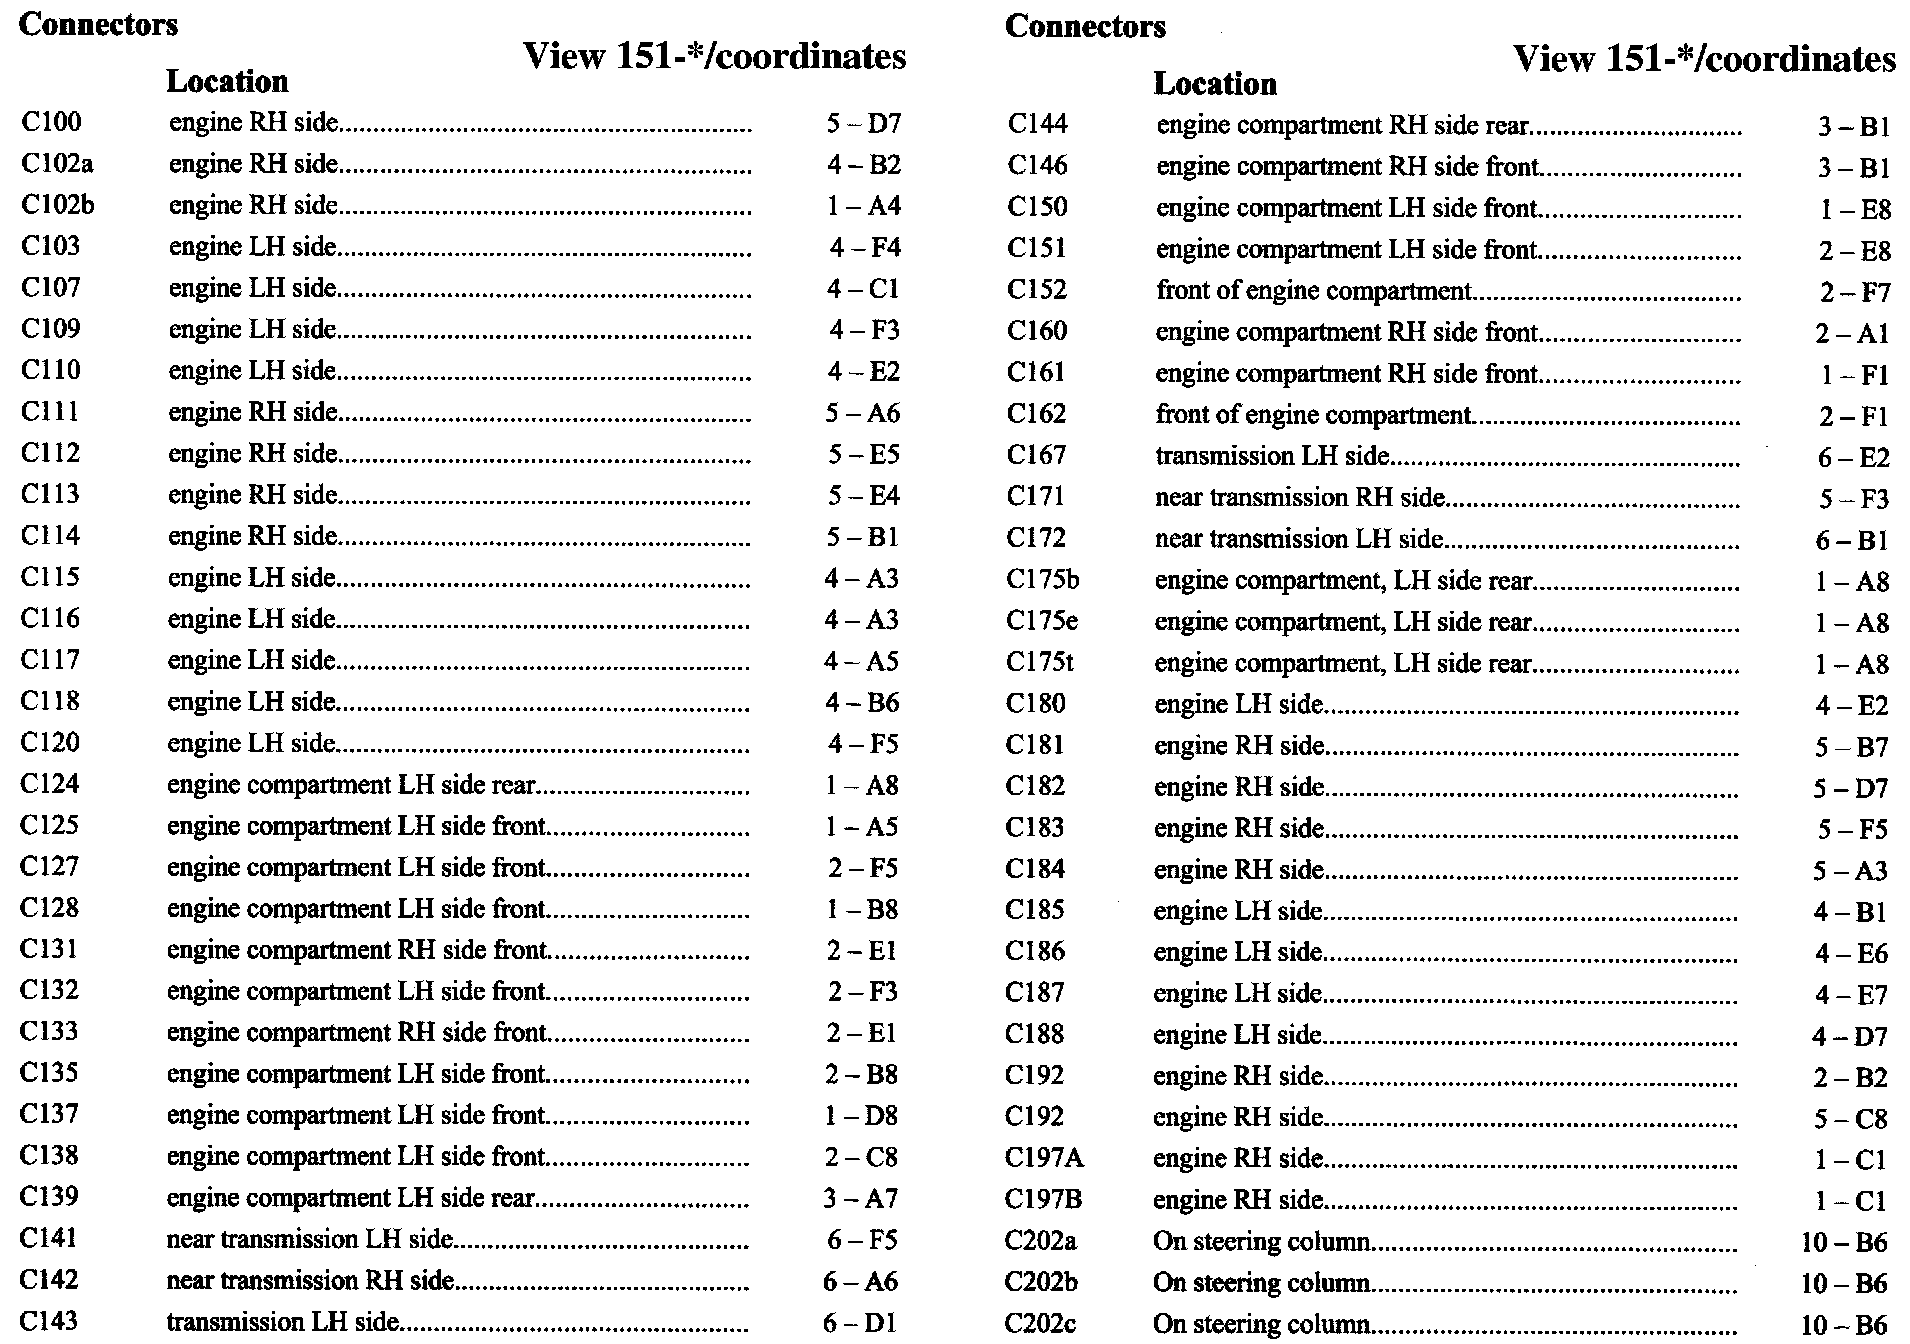 Connectors
View 151-*/coordinates
Location
C100 engine RH side 5 – D7
C102a engine RH side 4 – B2
C102b engine RH side 1 – A4
C103 engine LH side 4 – F4
C107 engine LH side 4 – C1
C109 engine LH side 4 – F3
C110 engine LH side 4 – E2
C111 engine RH side 5 – A6
C112 engine RH side 5 – E5
C113 engine RH side 5 – E4
C114 engine RH side 5 – B1
C115 engine LH side 4 – A3
C116 engine LH side 4 – A3
C117 engine LH side 4 – A5
C118 engine LH side 4 – B6
C120 engine LH side 4 – F5
C124 engine compartment LH side rear 1 – A8
C125 engine compartment LH side front 1 – A5
C127 engine compartment LH side front 2 – F5
C128 engine compartment LH side front 1 – B8
C131 engine compartment RH side front 2 – E1
C132 engine compartment LH side front 2 – F3
C133 engine compartment RH side front 2 – E1
C135 engine compartment LH side front 2 – B8
C137 engine compartment LH side front 1 – D8
C138 engine compartment LH side front 2 – C8
C139 engine compartment LH side rear 3 – A7
C141 near transmission LH side 6 – F5
C142 near transmission RH side 6 – A6
C143 transmission LH side 6 – D1
Connectors
View 151-*/coordinates
Location
C144 engine compartment RH side rear 3 – B1
C146 engine compartment RH side front 3 – B1
C150 engine compartment LH side front 1 – E8
C151 engine compartment LH side front 2 – E8
C152 front of engine compartment 2 – F7
C160 engine compartment RH side front 2 – A1
C161 engine compartment RH side front 1 – F1
C162 front of engine compartment 2 – F1
C167 transmission LH side 6 – E2
C171 near transmission RH side 5 – F3
C172 near transmission LH side 6 – B1
C175b engine compartment, LH side rear 1 – A8
C175e engine compartment, LH side rear 1 – A8
C175t engine compartment, LH side rear 1 – A8
C180 engine LH side 4 – E2
C181 engine RH side 5 – B7
C182 engine RH side 5 – D7
C183 engine RH side 5 – F5
C184 engine RH side 5 – A3
C185 engine LH side 4 – B1
C186 engine LH side 4 – E6
C187 engine LH side 4 – E7
C188 engine LH side 4 – D7
C192 engine RH side 2 – B2
C192 engine RH side 5 – C8
C197A engine RH side 1 – C1
C197B engine RH side 1 – C1
C202a On steering column 10 – B6
C202b On steering column 10 – B6
C202c On steering column 10 – B6